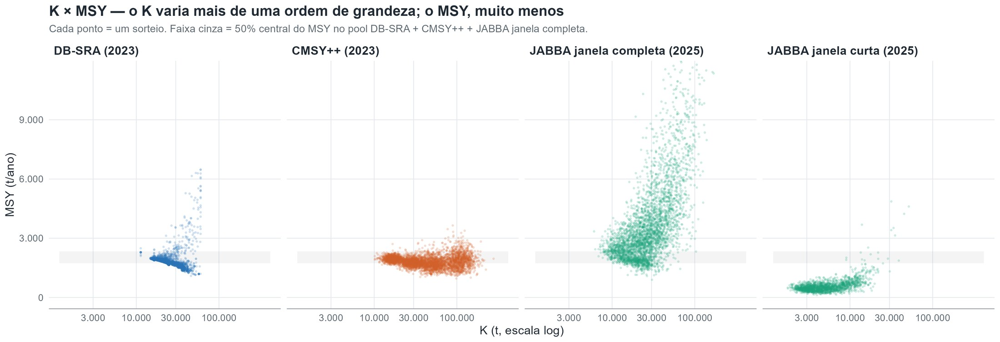 K × MSY — o K varia mais de uma ordem de grandeza; o MSY, muito menos
Cada ponto = um sorteio. Faixa cinza = 50% central do MSY no pool DB-SRA + CMSY++ + JABBA janela completa.
DB-SRA (2023)
CMSY++ (2023)
JABBA janela completa (2025)
JABBA janela curta (2025)
MSY (t/ano)
9.000
6.000
3.000
0
3.000 10.000 30.000 100.000
3.000 10.000 30.000 100.000
3.000 10.000 30.000 100.000
3.000 10.000 30.000 100.000
K (t, escala log)